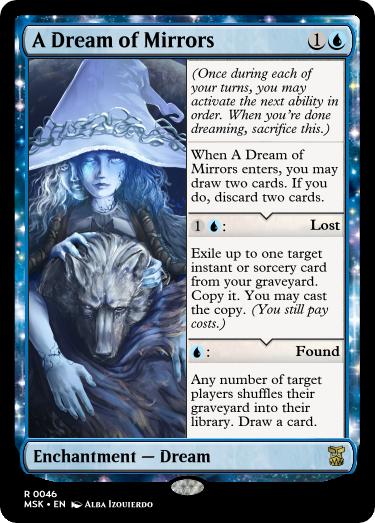 A Dream of Mirrors 1
(Once during each of
your turns, you may
activate the next ability in
order. When you're done
dreaming, sacrifice this.)
When A Dream of
Mirrors enters, you may
draw two cards. If you
do, discard two cards.
1 : Lost
Exile up to one target
instant or sorcery card
from your graveyard.
Copy it. You may cast
the copy. (You still pay
costs.)
: Found
Any number of target
players shuffles their
graveyard into their
library. Draw a card.
Enchantment — Dream
R 0046
MSK • EN Alba Izquierdo